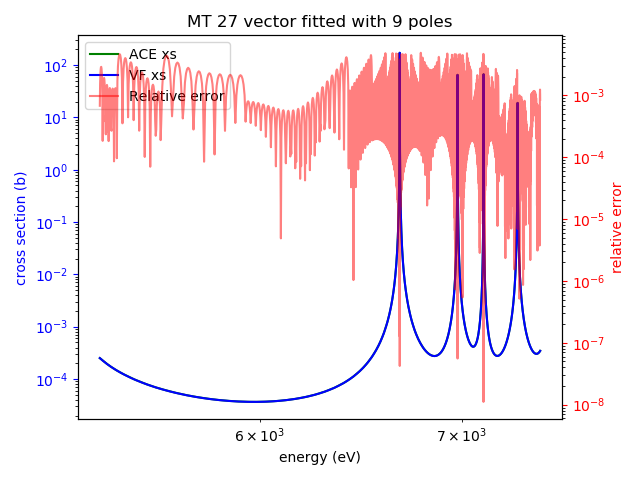 MT 27 vector fitted with 9 poles
ACE xs
VF xs
Relative error
cross section (b)
10²
10¹
10⁰
10⁻¹
10⁻²
10⁻³
10⁻⁴
relative error
10⁻³
10⁻⁴
10⁻⁵
10⁻⁶
10⁻⁷
10⁻⁸
6 × 10³
7 × 10³
energy (eV)